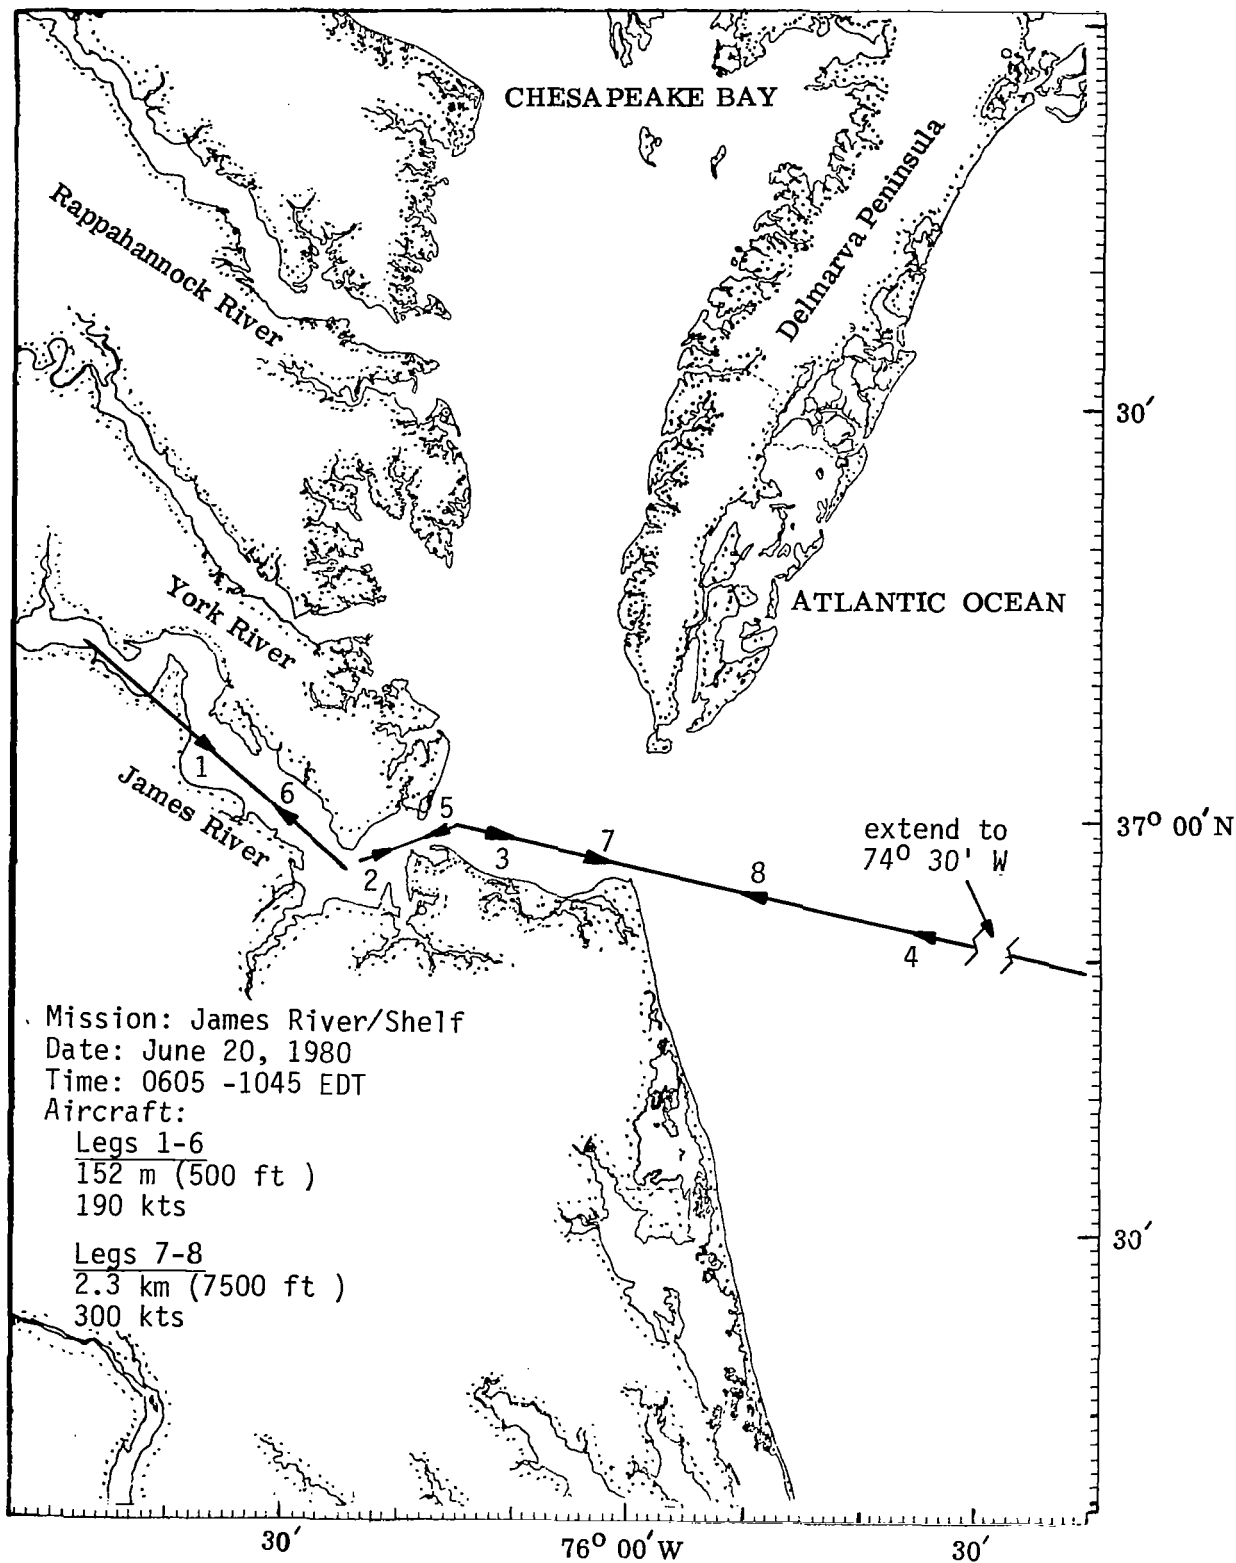 CHESAPEAKE BAY
Delmarva Peninsula
Rappahannock River
30′
York River
ATLANTIC OCEAN
James River
1
6
2
5
3
7
8
4
extend to
74° 30' W
37° 00′ N
Mission: James River/Shelf
Date: June 20, 1980
Time: 0605 -1045 EDT
Aircraft:
Legs 1-6
152 m (500 ft )
190 kts
Legs 7-8
2.3 km (7500 ft )
300 kts
30′
30′
76° 00′ W
30′